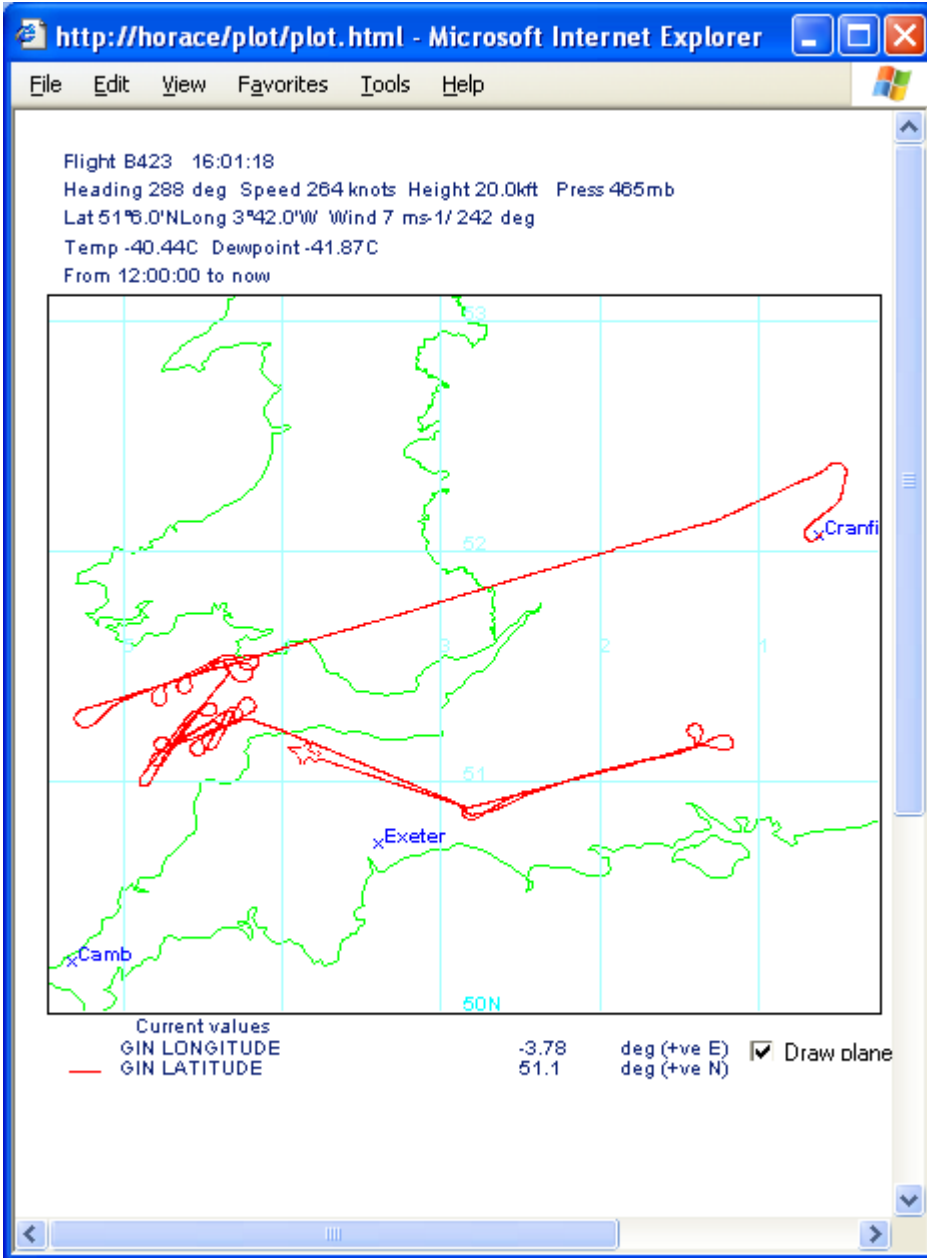 http://horace/plot/plot.html - Microsoft Internet Explorer
File Edit View Favorites Tools Help
Flight B423 16:01:18
Heading 288 deg Speed 264 knots Height 20.0kft Press 465mb
Lat 51°6.0'NLong 3°42.0'W Wind 7 ms-1/ 242 deg
Temp -40.44C Dewpoint -41.87C
From 12:00:00 to now
53
Cranfi
52
5 3 2 1
51
Exeter
Camb
50N
Current values
GIN LONGITUDE -3.78 deg (+ve E) Draw plane
GIN LATITUDE 51.1 deg (+ve N)